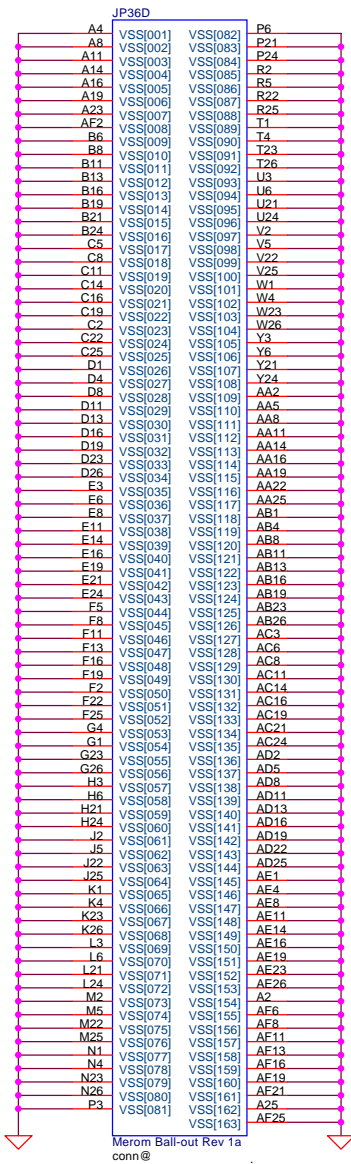 JP36D
A4 VSS[001] VSS[082] P6
A8 VSS[002] VSS[083] P21
A11 VSS[003] VSS[084] P24
A14 VSS[004] VSS[085] R2
A16 VSS[005] VSS[086] R5
A19 VSS[006] VSS[087] R22
A23 VSS[007] VSS[088] R25
AF2 VSS[008] VSS[089] T1
B6 VSS[009] VSS[090] T4
B8 VSS[010] VSS[091] T23
B11 VSS[011] VSS[092] T26
B13 VSS[012] VSS[093] U3
B16 VSS[013] VSS[094] U6
B19 VSS[014] VSS[095] U21
B21 VSS[015] VSS[096] U24
B24 VSS[016] VSS[097] V2
C5 VSS[017] VSS[098] V5
C8 VSS[018] VSS[099] V22
C11 VSS[019] VSS[100] V25
C14 VSS[020] VSS[101] W1
C16 VSS[021] VSS[102] W4
C19 VSS[022] VSS[103] W23
C2 VSS[023] VSS[104] W26
C22 VSS[024] VSS[105] Y3
C25 VSS[025] VSS[106] Y6
D1 VSS[026] VSS[107] Y21
D4 VSS[027] VSS[108] Y24
D8 VSS[028] VSS[109] AA2
D11 VSS[029] VSS[110] AA5
D13 VSS[030] VSS[111] AA8
D16 VSS[031] VSS[112] AA11
D19 VSS[032] VSS[113] AA14
D23 VSS[033] VSS[114] AA16
D26 VSS[034] VSS[115] AA19
E3 VSS[035] VSS[116] AA22
E6 VSS[036] VSS[117] AA25
E8 VSS[037] VSS[118] AB1
E11 VSS[038] VSS[119] AB4
E14 VSS[039] VSS[120] AB8
E16 VSS[040] VSS[121] AB11
E19 VSS[041] VSS[122] AB13
E21 VSS[042] VSS[123] AB16
E24 VSS[043] VSS[124] AB19
F5 VSS[044] VSS[125] AB23
F8 VSS[045] VSS[126] AB26
F11 VSS[046] VSS[127] AC3
F13 VSS[047] VSS[128] AC6
F16 VSS[048] VSS[129] AC8
F19 VSS[049] VSS[130] AC11
F2 VSS[050] VSS[131] AC14
F22 VSS[051] VSS[132] AC16
F25 VSS[052] VSS[133] AC19
G4 VSS[053] VSS[134] AC21
G1 VSS[054] VSS[135] AC24
G23 VSS[055] VSS[136] AD2
G26 VSS[056] VSS[137] AD5
H3 VSS[057] VSS[138] AD8
H6 VSS[058] VSS[139] AD11
H21 VSS[059] VSS[140] AD13
H24 VSS[060] VSS[141] AD16
J2 VSS[061] VSS[142] AD19
J5 VSS[062] VSS[143] AD22
J22 VSS[063] VSS[144] AD25
J25 VSS[064] VSS[145] AE1
K1 VSS[065] VSS[146] AE4
K4 VSS[066] VSS[147] AE8
K23 VSS[067] VSS[148] AE11
K26 VSS[068] VSS[149] AE14
L3 VSS[069] VSS[150] AE16
L6 VSS[070] VSS[151] AE19
L21 VSS[071] VSS[152] AE23
L24 VSS[072] VSS[153] AE26
M2 VSS[073] VSS[154] A2
M5 VSS[074] VSS[155] AF6
M22 VSS[075] VSS[156] AF8
M25 VSS[076] VSS[157] AF11
N1 VSS[077] VSS[158] AF13
N4 VSS[078] VSS[159] AF16
N23 VSS[079] VSS[160] AF19
N26 VSS[080] VSS[161] AF21
P3 VSS[081] VSS[162] A25
VSS[163] AF25
Merom Ball-out Rev 1a
conn@